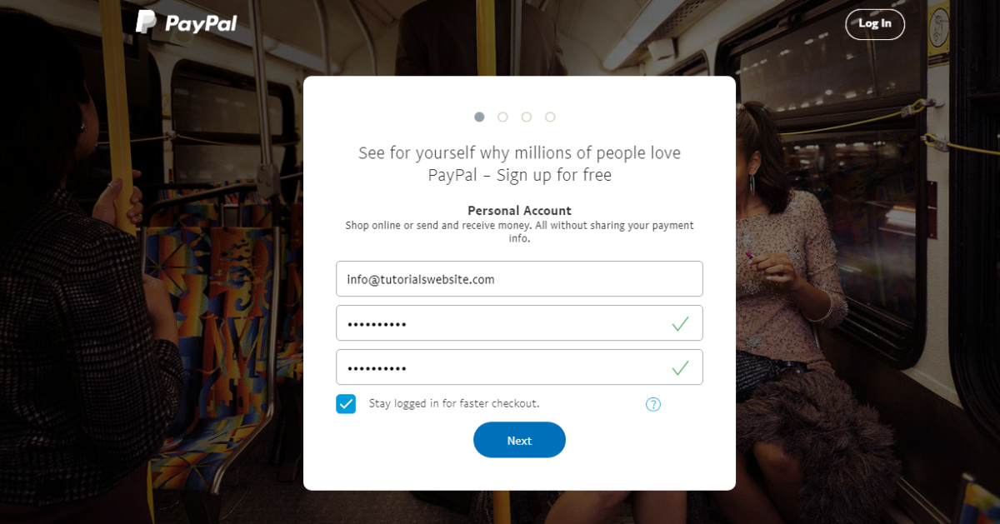 PayPal
Log In
See for yourself why millions of people love
PayPal – Sign up for free
Personal Account
Shop online or send and receive money. All without sharing your payment
info.
info@tutorialswebsite.com
••••••••••
••••••••••
Stay logged in for faster checkout.
?
Next